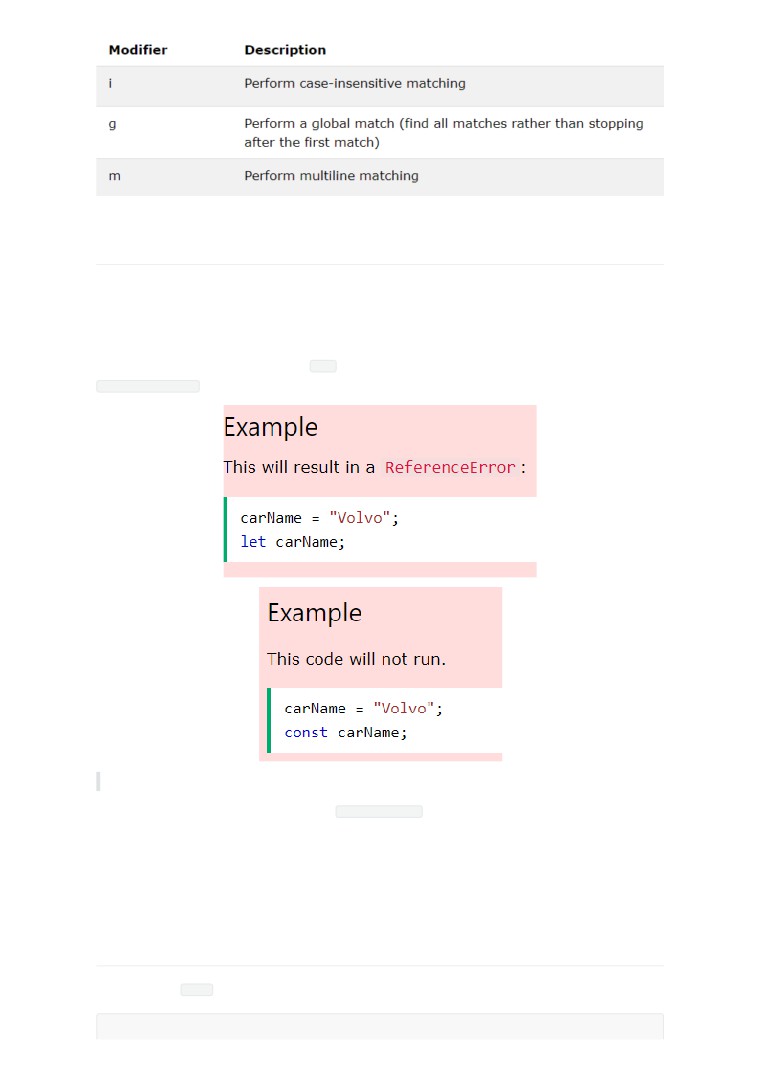 Modifier Description
i Perform case-insensitive matching
g Perform a global match (find all matches rather than stopping
after the first match)
m Perform multiline matching
Example
This will result in a ReferenceError:
carName = "Volvo";
let carName;
Example
This code will not run.
carName = "Volvo";
const carName;